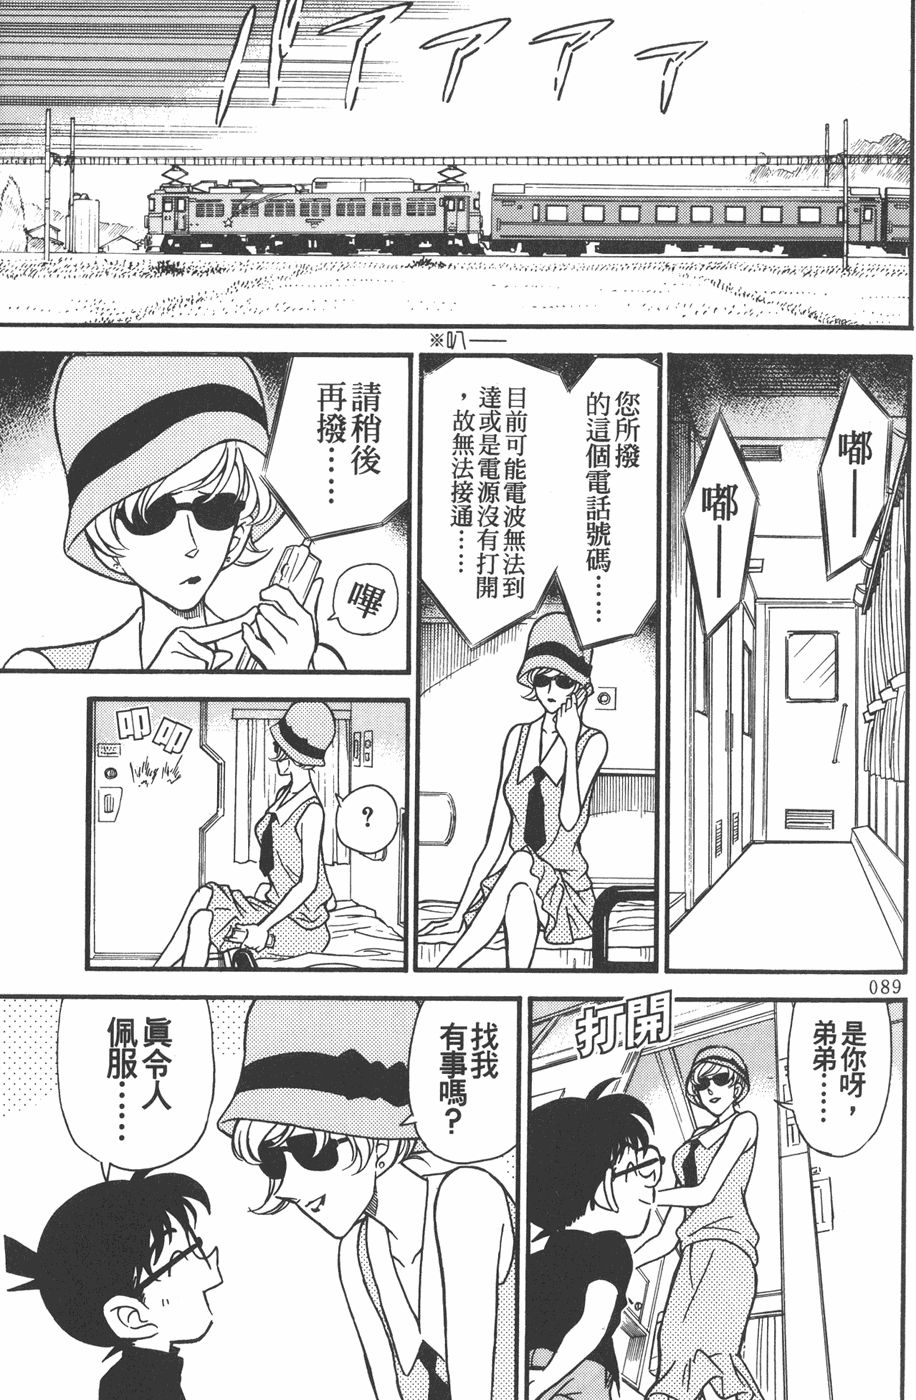 パアアアア
※叭——
嘟—
嘟—
您所撥
的這個電話號碼……
目前可能電波無法到
達或是電源沒有打開
，故無法接通……
請稍後
再撥……
嗶
叩叩
？
089
打開
是你呀，
弟弟……
找我
有事嗎？
眞令人
佩服……